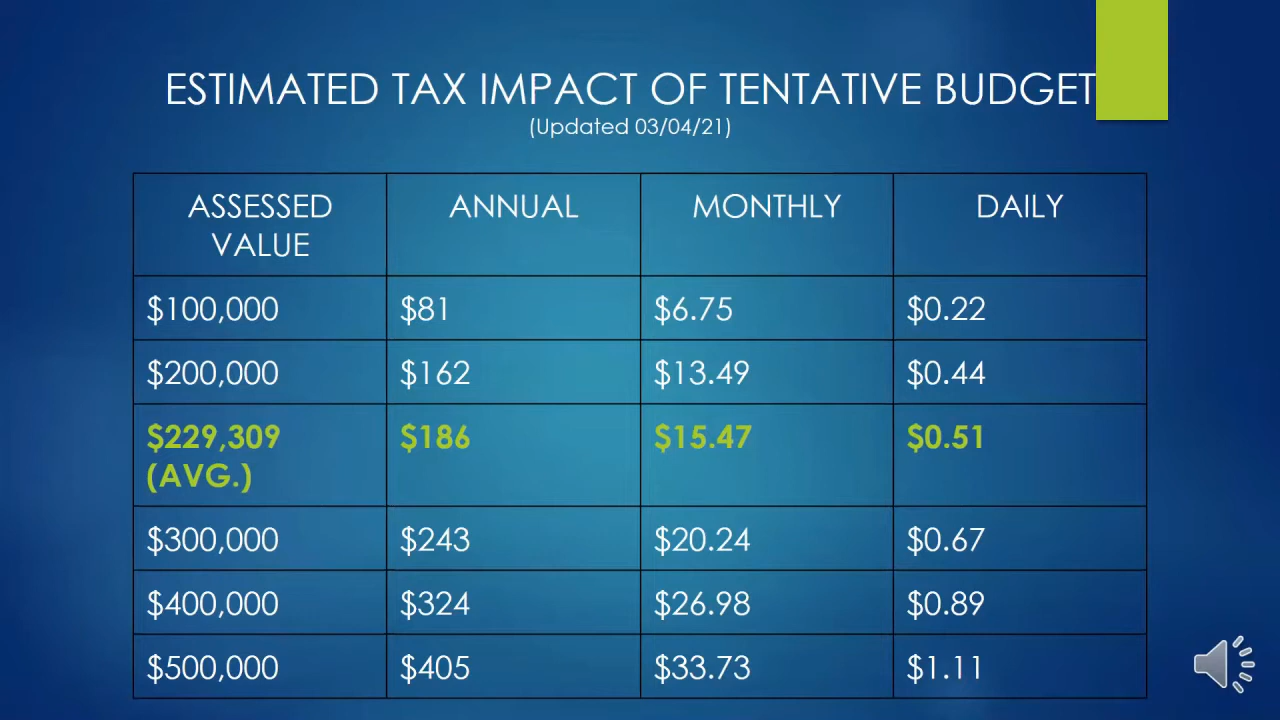 ESTIMATED TAX IMPACT OF TENTATIVE BUDGET
(Updated 03/04/21)
ASSESSED VALUE ANNUAL MONTHLY DAILY
$100,000 $81 $6.75 $0.22
$200,000 $162 $13.49 $0.44
$229,309 (AVG.) $186 $15.47 $0.51
$300,000 $243 $20.24 $0.67
$400,000 $324 $26.98 $0.89
$500,000 $405 $33.73 $1.11